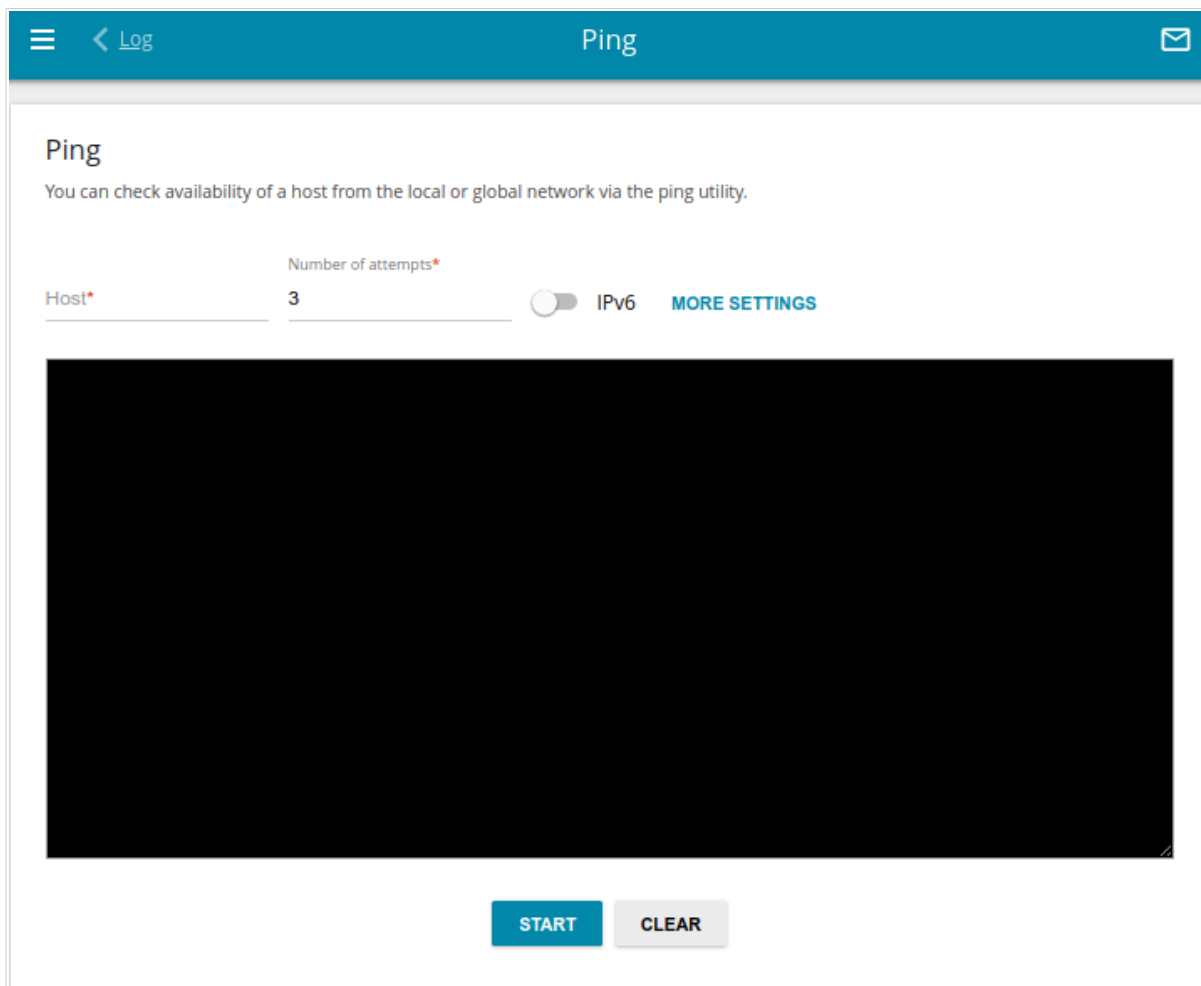 Log
Ping
Ping
You can check availability of a host from the local or global network via the ping utility.
Number of attempts*
Host*
3
IPv6
MORE SETTINGS
START
CLEAR